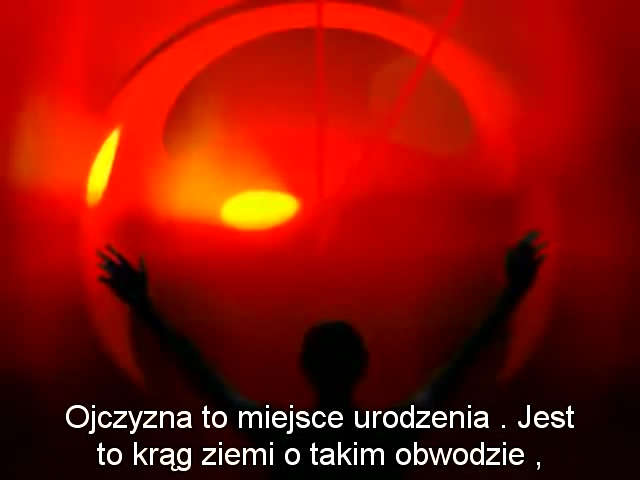 Ojczyzna to miejsce urodzenia . Jest
to krąg ziemi o takim obwodzie ,